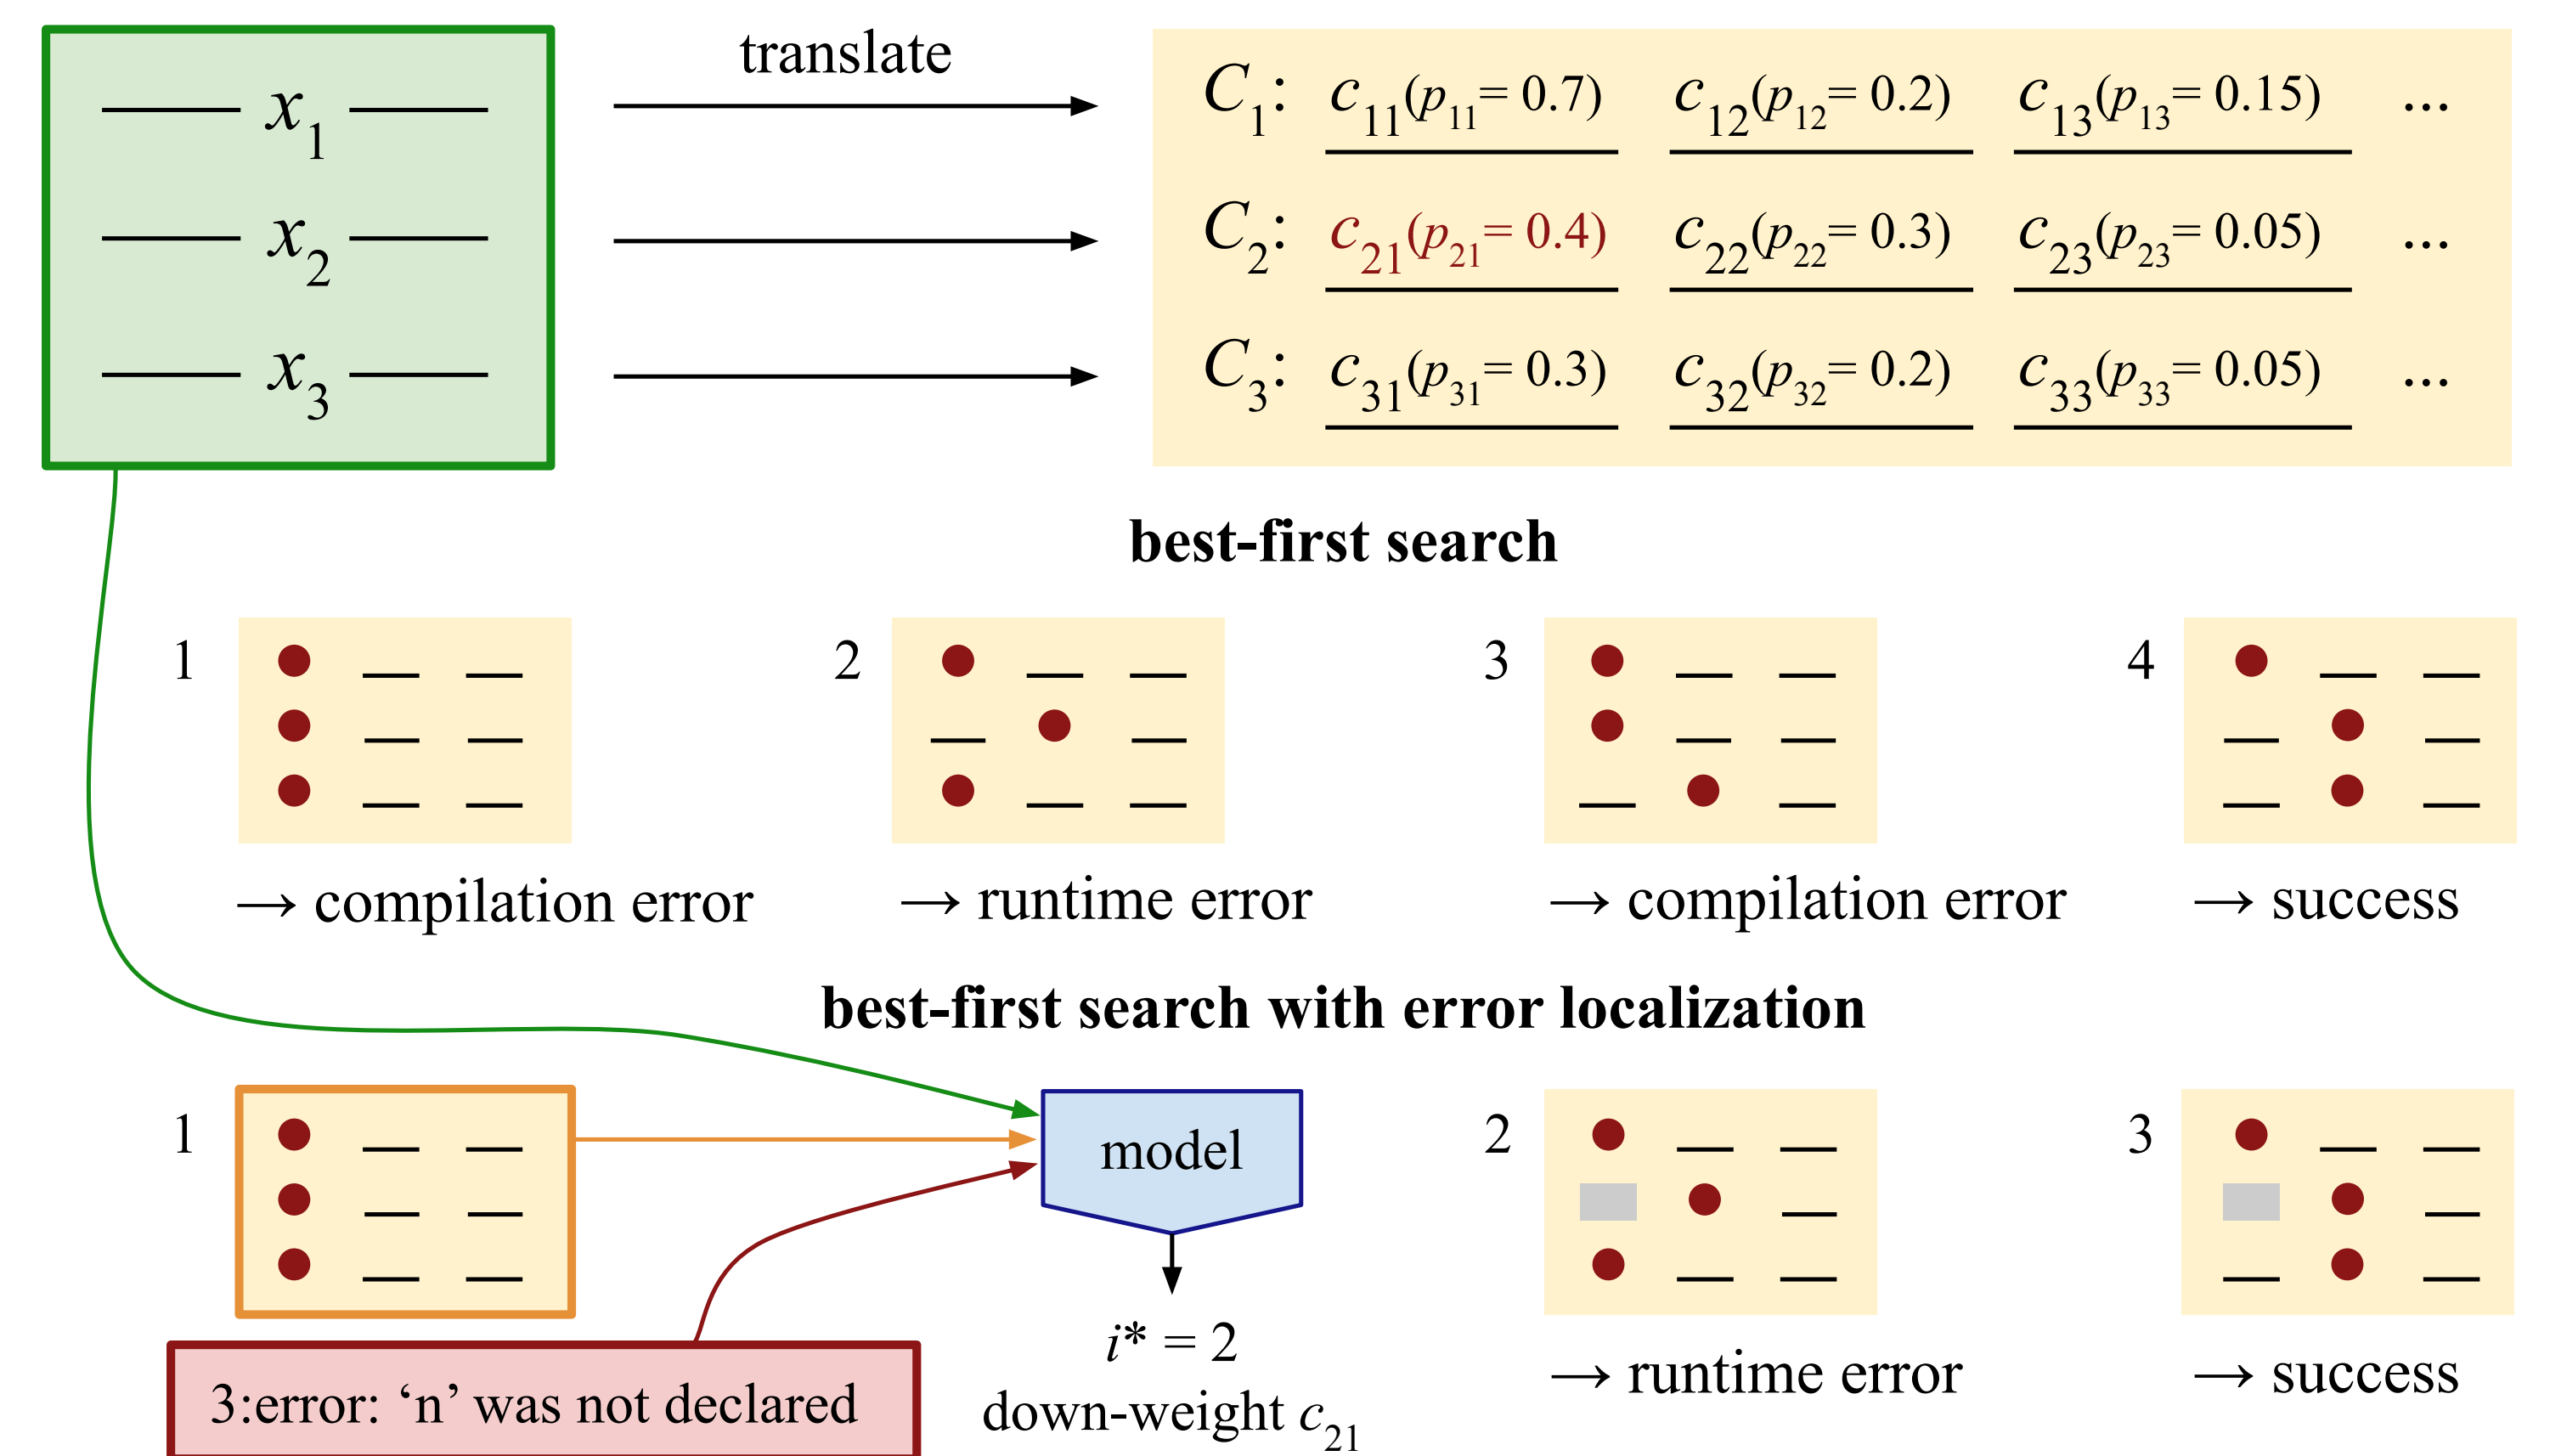 translate
x1
x2
x3
C1: c11(p11= 0.7) c12(p12= 0.2) c13(p13= 0.15) ...
C2: c21(p21= 0.4) c22(p22= 0.3) c23(p23= 0.05) ...
C3: c31(p31= 0.3) c32(p32= 0.2) c33(p33= 0.05) ...
best-first search
1 2 3 4
→ compilation error → runtime error → compilation error → success
best-first search with error localization
1 model 2 3
i* = 2
down-weight c21
3:error: ‘n’ was not declared
→ runtime error → success